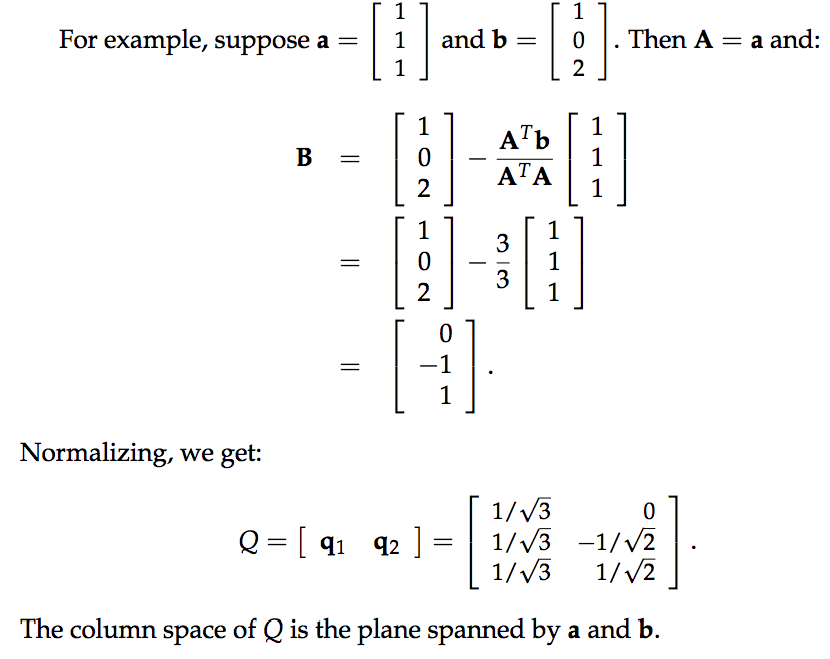 For example, suppose $\mathbf{a} = \begin{bmatrix} 1 \\ 1 \\ 1 \end{bmatrix}$ and $\mathbf{b} = \begin{bmatrix} 1 \\ 0 \\ 2 \end{bmatrix}$. Then $\mathbf{A} = \mathbf{a}$ and:
$\mathbf{B} = \begin{bmatrix} 1 \\ 0 \\ 2 \end{bmatrix} - \frac{\mathbf{A}^T\mathbf{b}}{\mathbf{A}^T\mathbf{A}} \begin{bmatrix} 1 \\ 1 \\ 1 \end{bmatrix}$
$= \begin{bmatrix} 1 \\ 0 \\ 2 \end{bmatrix} - \frac{3}{3} \begin{bmatrix} 1 \\ 1 \\ 1 \end{bmatrix}$
$= \begin{bmatrix} 0 \\ -1 \\ 1 \end{bmatrix}.$
Normalizing, we get:
$Q = [\ \mathbf{q}_1\ \ \mathbf{q}_2\ ] = \begin{bmatrix} 1/\sqrt{3} & 0 \\ 1/\sqrt{3} & -1/\sqrt{2} \\ 1/\sqrt{3} & 1/\sqrt{2} \end{bmatrix}.$
The column space of $Q$ is the plane spanned by $\mathbf{a}$ and $\mathbf{b}$.